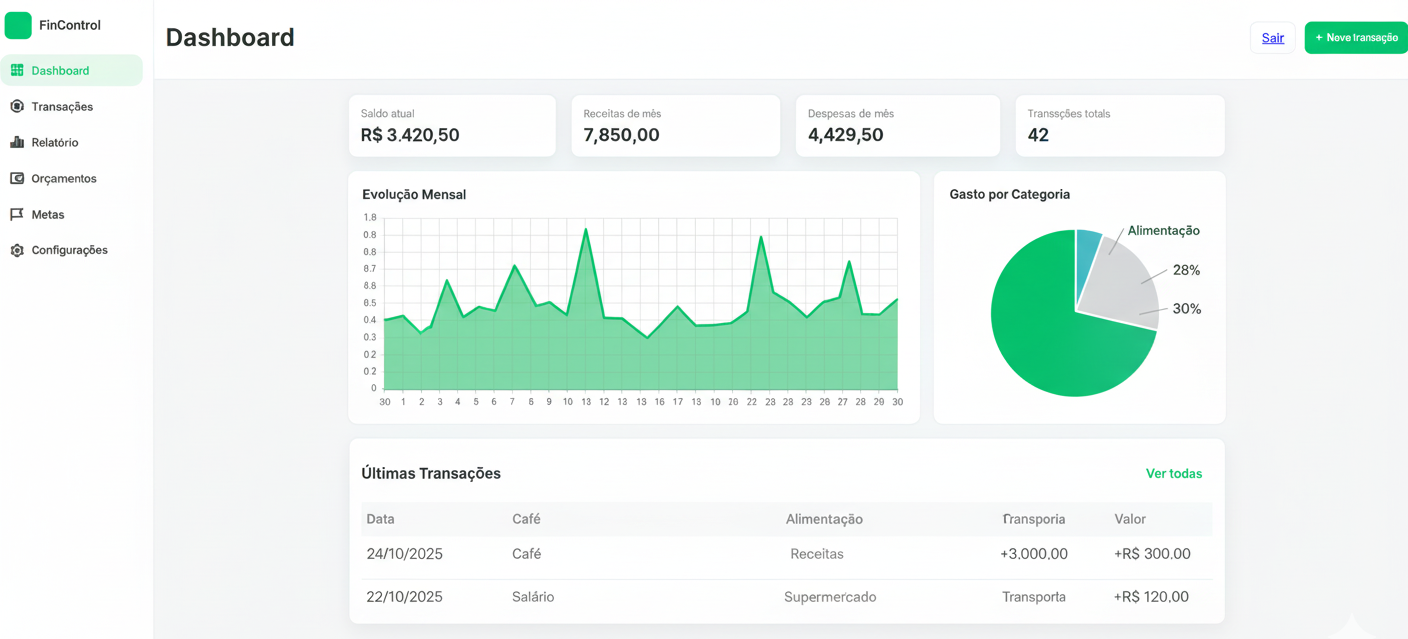 FinControl
Dashboard
Transações
Relatório
Orçamentos
Metas
Configurações
Dashboard
Sair
+ Nove transação
Saldo atual
R$ 3.420,50
Receitas de mês
7,850,00
Despesas de mês
4,429,50
Transsções totals
42
Evolução Mensal
1.8
0.8
0.8
8.7
8.8
0.5
0.4
0.3
0.2
0.2
0
30 1 2 3 4 5 6 7 8 9 10 13 12 13 13 16 17 13 10 20 22 23 23 23 26 27 28 29 30
Gasto por Categoria
Alimentação
28%
30%
Últimas Transações
Ver todas
Data Café Alimentação Transporia Valor
24/10/2025 Café Receitas +3.000,00 +R$ 300.00
22/10/2025 Salário Supermercado Transporta +R$ 120,00